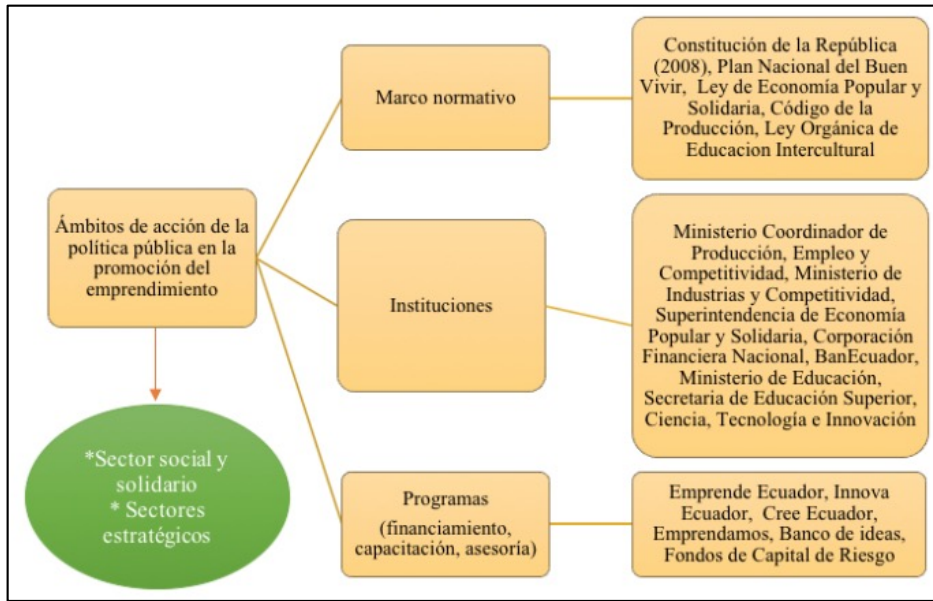 Ámbitos de acción de la
política pública en la
promoción del
emprendimiento
*Sector social y
solidario
* Sectores
estratégicos
Marco normativo
Constitución de la República
(2008), Plan Nacional del Buen
Vivir, Ley de Economía Popular y
Solidaria, Código de la
Producción, Ley Orgánica de
Educacion Intercultural
Instituciones
Ministerio Coordinador de
Producción, Empleo y
Competitividad, Ministerio de
Industrias y Competitividad,
Superintendencia de Economía
Popular y Solidaria, Corporación
Financiera Nacional, BanEcuador,
Ministerio de Educación,
Secretaria de Educación Superior,
Ciencia, Tecnología e Innovación
Programas
(financiamiento,
capacitación, asesoría)
Emprende Ecuador, Innova
Ecuador, Cree Ecuador,
Emprendamos, Banco de ideas,
Fondos de Capital de Riesgo